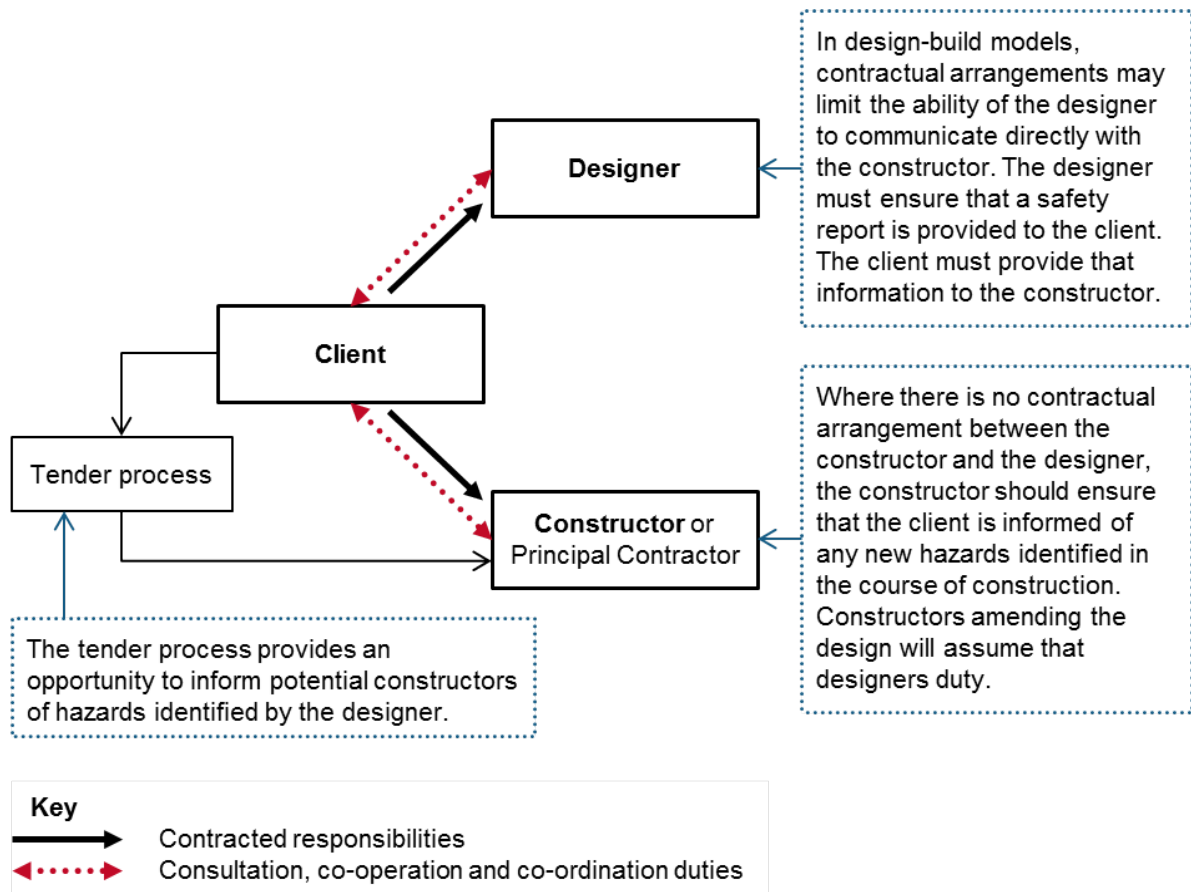 In design-build models,
contractual arrangements may
limit the ability of the designer
to communicate directly with
the constructor. The designer
must ensure that a safety
report is provided to the client.
The client must provide that
information to the constructor.
Designer
Client
Tender process
Constructor or
Principal Contractor
Where there is no contractual
arrangement between the
constructor and the designer,
the constructor should ensure
that the client is informed of
any new hazards identified in
the course of construction.
Constructors amending the
design will assume that
designers duty.
The tender process provides an
opportunity to inform potential constructors
of hazards identified by the designer.
Key
Contracted responsibilities
Consultation, co-operation and co-ordination duties